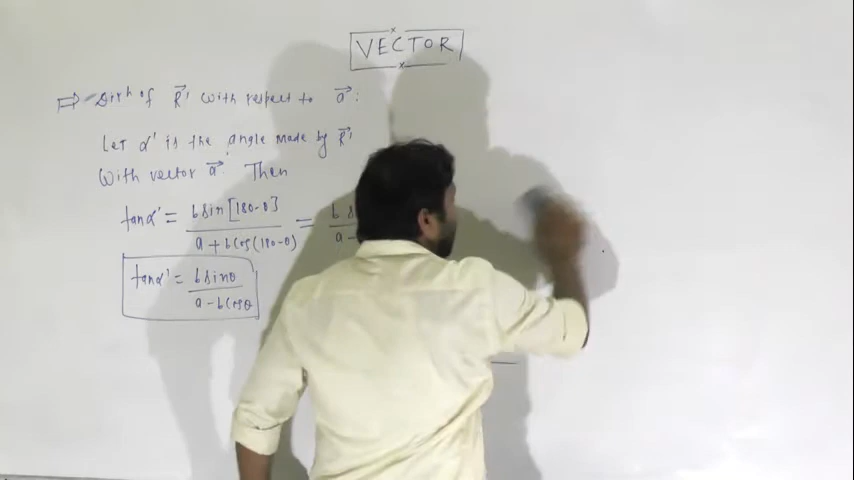 VECTOR
⇒ Dirⁿ of R⃗' with respect to a⃗ :
Let α' is the angle made by R⃗'
with vector a⃗. Then
tanα' = b sin[180-θ] / a + b cos(180-θ) = b s / a -
tanα' = b sinθ / a - b cosθ